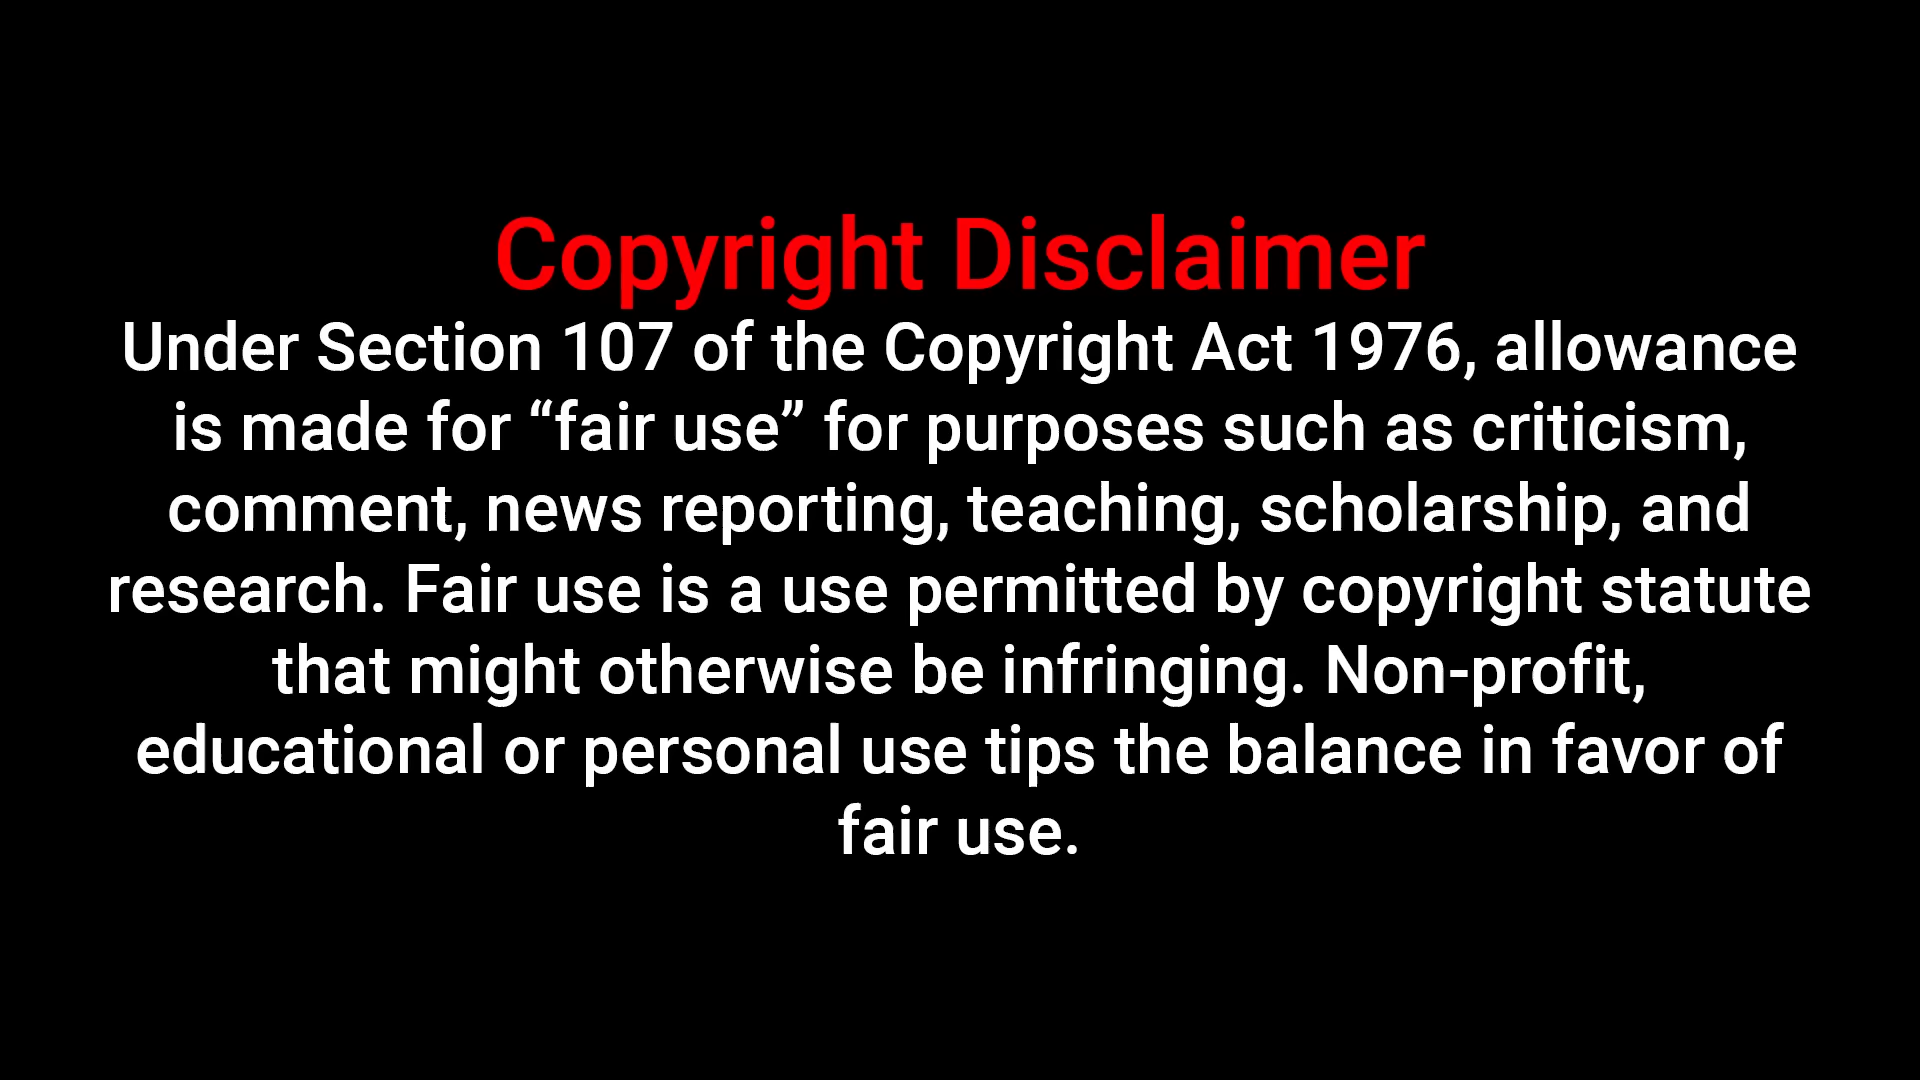 Copyright Disclaimer
Under Section 107 of the Copyright Act 1976, allowance
is made for “fair use” for purposes such as criticism,
comment, news reporting, teaching, scholarship, and
research. Fair use is a use permitted by copyright statute
that might otherwise be infringing. Non-profit,
educational or personal use tips the balance in favor of
fair use.